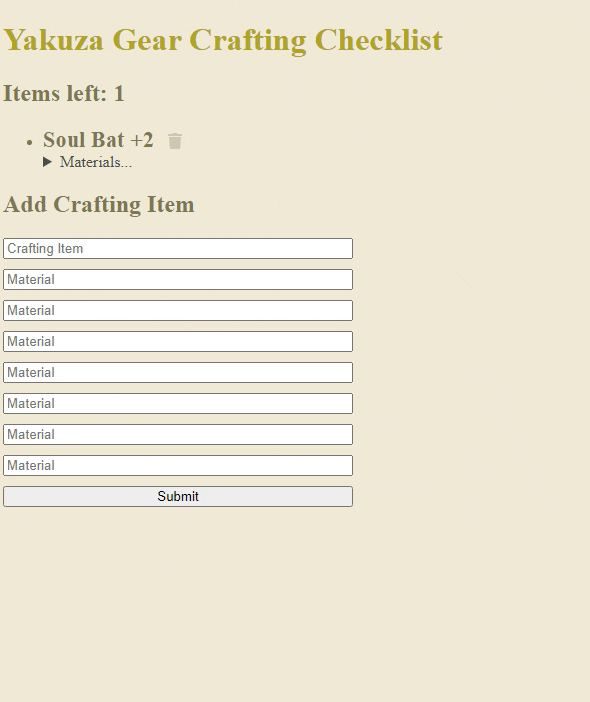 Yakuza Gear Crafting Checklist
Items left: 1
Soul Bat +2
Materials...
Add Crafting Item
Crafting Item
Material
Material
Material
Material
Material
Material
Material
Submit